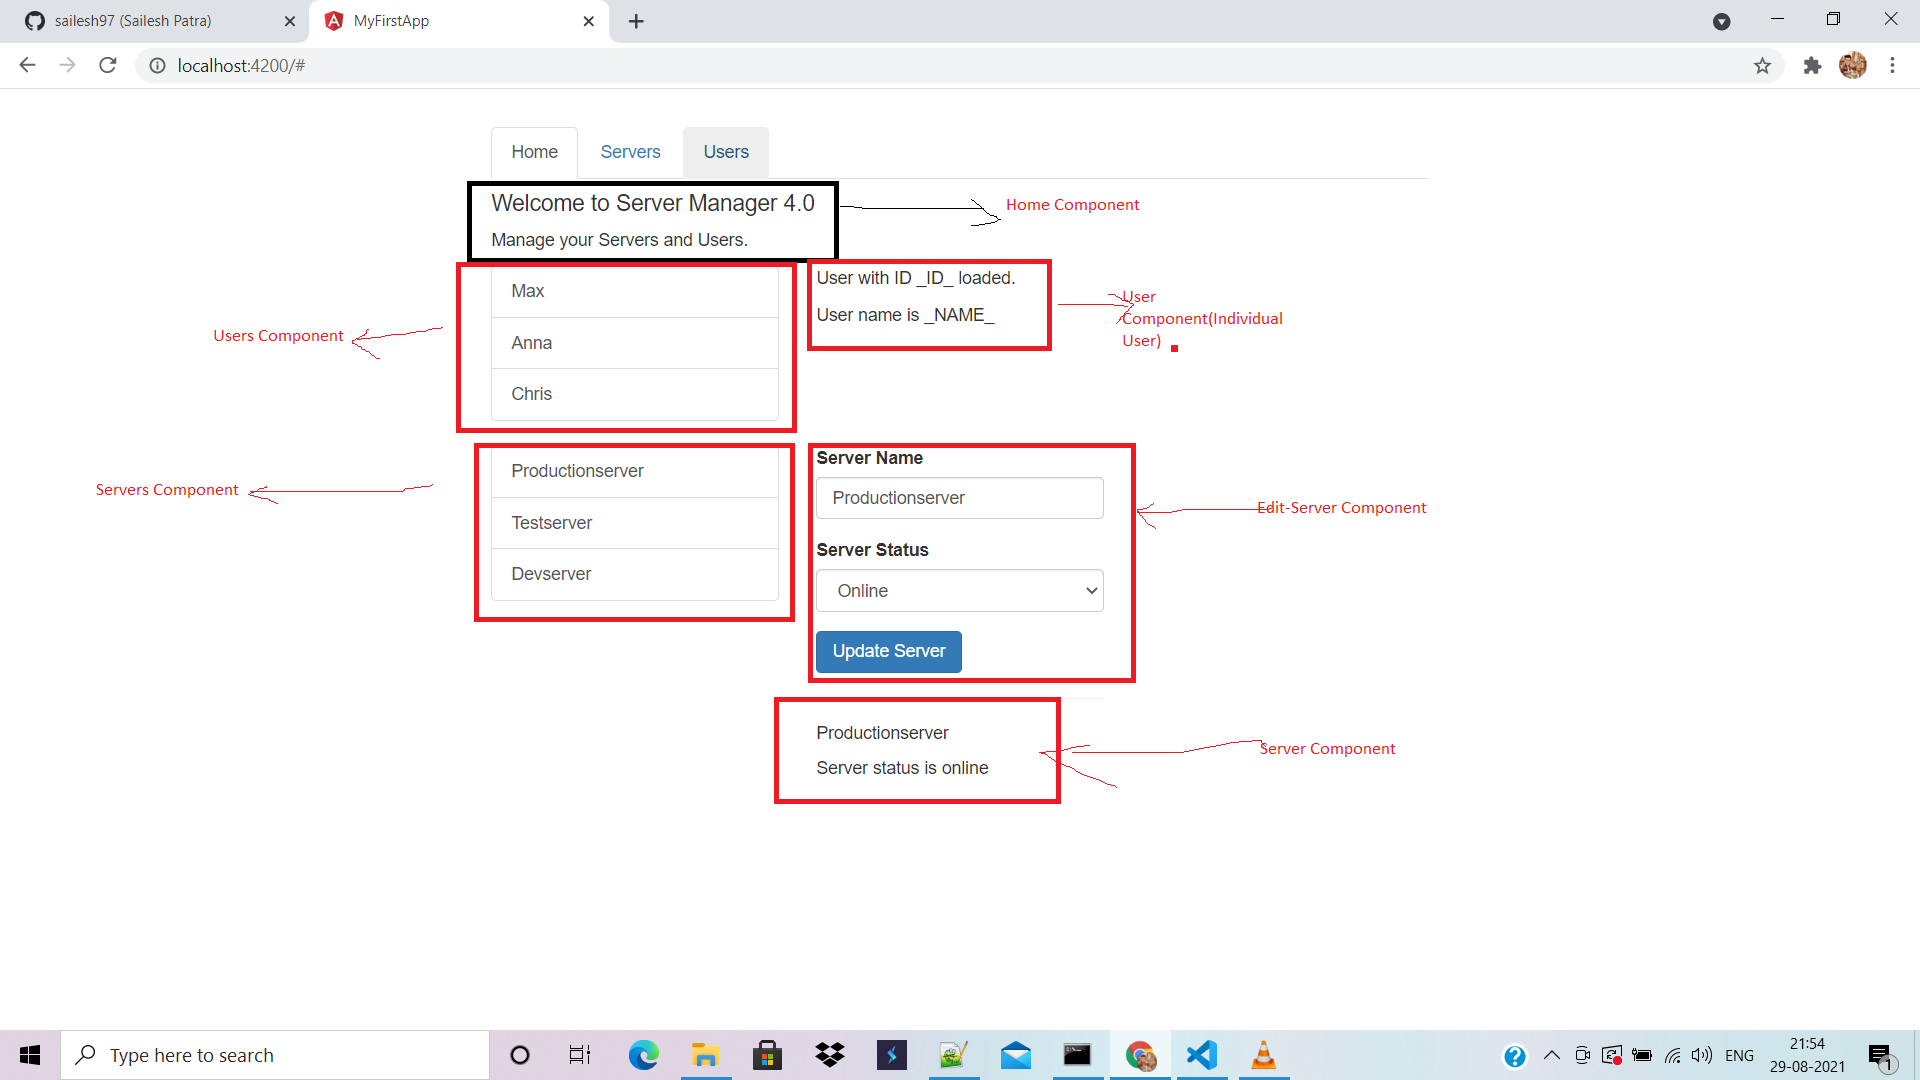 sailesh97 (Sailesh Patra)
MyFirstApp
localhost:4200/#
Home
Servers
Users
Welcome to Server Manager 4.0
Manage your Servers and Users.
Home Component
Max
Anna
Chris
Users Component
User with ID _ID_ loaded.
User name is _NAME_
User
Component(Individual
User)
Productionserver
Testserver
Devserver
Servers Component
Server Name
Productionserver
Server Status
Online
Update Server
Edit-Server Component
Productionserver
Server status is online
Server Component
Type here to search
ENG
21:54
29-08-2021
1